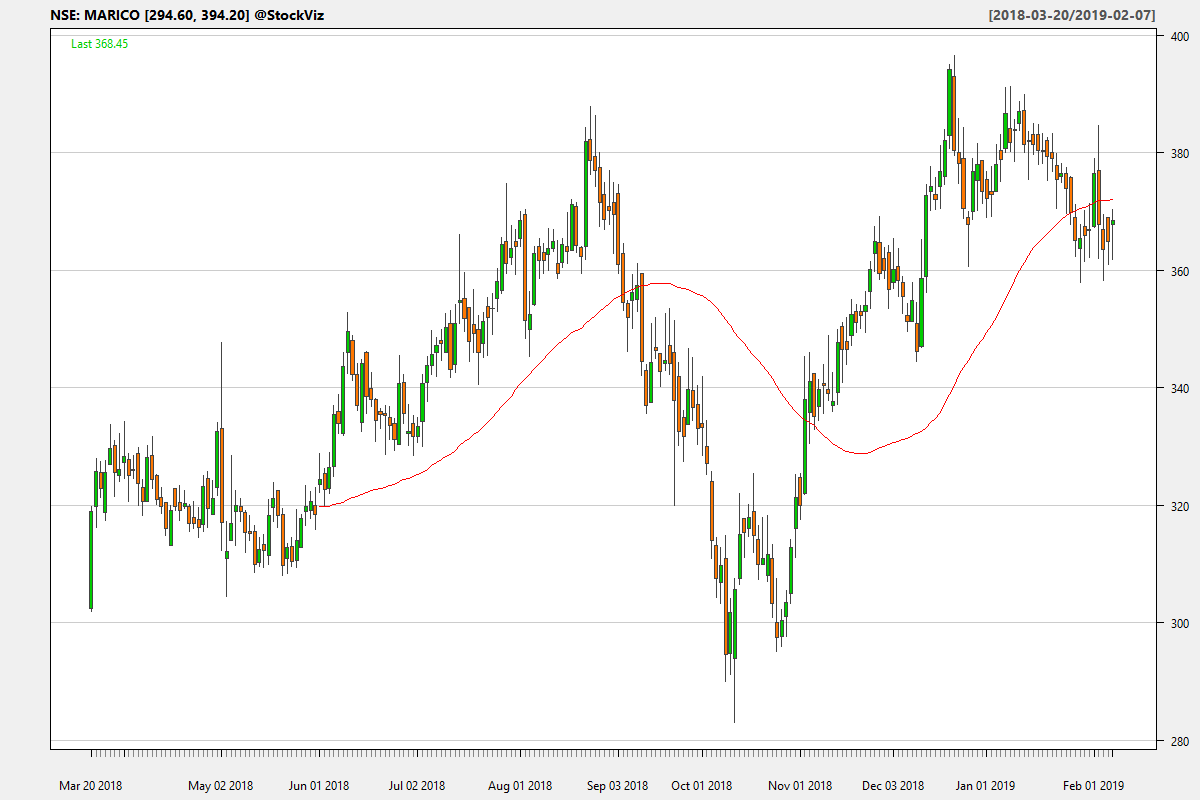 NSE: MARICO [294.60, 394.20] @StockViz [2018-03-20/2019-02-07]
Last 368.45
400
380
360
340
320
300
280
Mar 20 2018 May 02 2018 Jun 01 2018 Jul 02 2018 Aug 01 2018 Sep 03 2018 Oct 01 2018 Nov 01 2018 Dec 03 2018 Jan 01 2019 Feb 01 2019